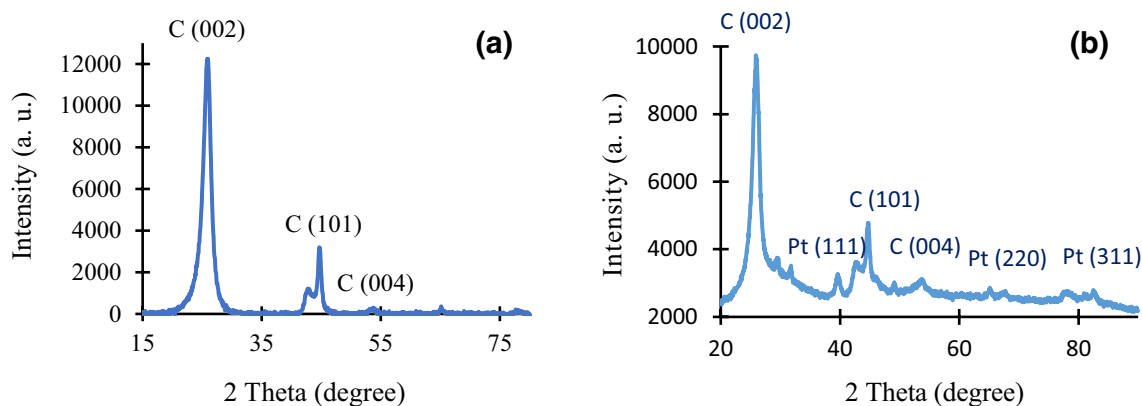 C (002)
(a)
12000
10000
8000
6000
4000
2000
0
Intensity (a. u.)
C (101)
C (004)
15
35
55
75
2 Theta (degree)
C (002)
(b)
10000
8000
6000
4000
2000
Intensity (a. u.)
C (101)
Pt (111)
C (004)
Pt (220)
Pt (311)
20
40
60
80
2 Theta (degree)